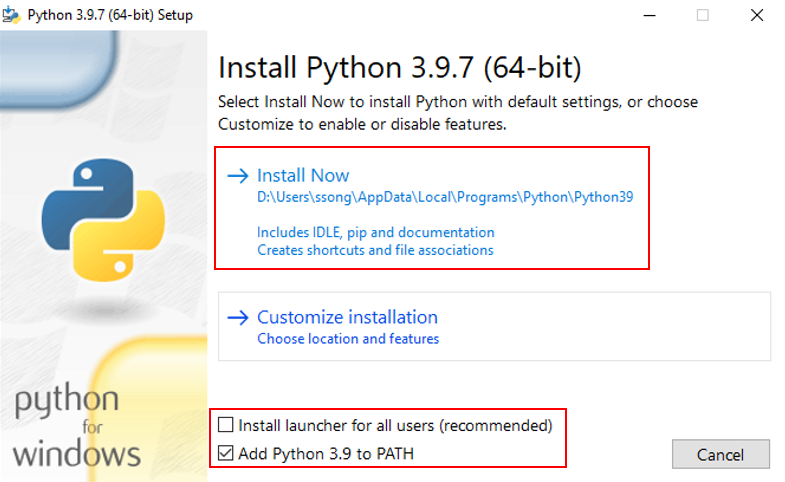 Python 3.9.7 (64-bit) Setup
Install Python 3.9.7 (64-bit)
Select Install Now to install Python with default settings, or choose
Customize to enable or disable features.
Install Now
D:\Users\ssong\AppData\Local\Programs\Python\Python39
Includes IDLE, pip and documentation
Creates shortcuts and file associations
Customize installation
Choose location and features
python
for
windows
Install launcher for all users (recommended)
Add Python 3.9 to PATH
Cancel